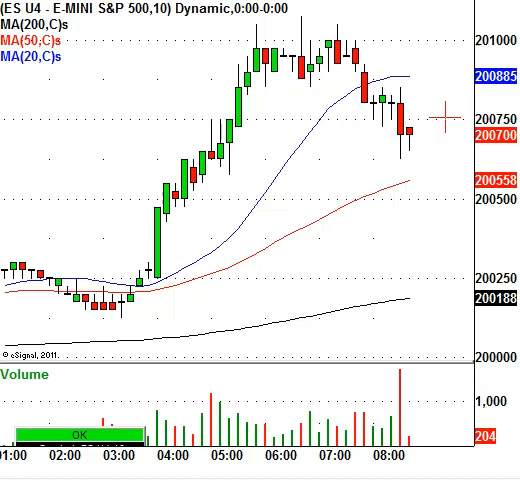 (ES U4 - E-MINI S&P 500,10) Dynamic,0:00-0:00
MA(200,C)s
MA(50,C)s
MA(20,C)s
201000
200885
200750
200700
200558
200500
200250
200188
© eSignal, 2011.
200000
Volume
1,000
OK
204
01:00 02:00 03:00 04:00 05:00 06:00 07:00 08:00